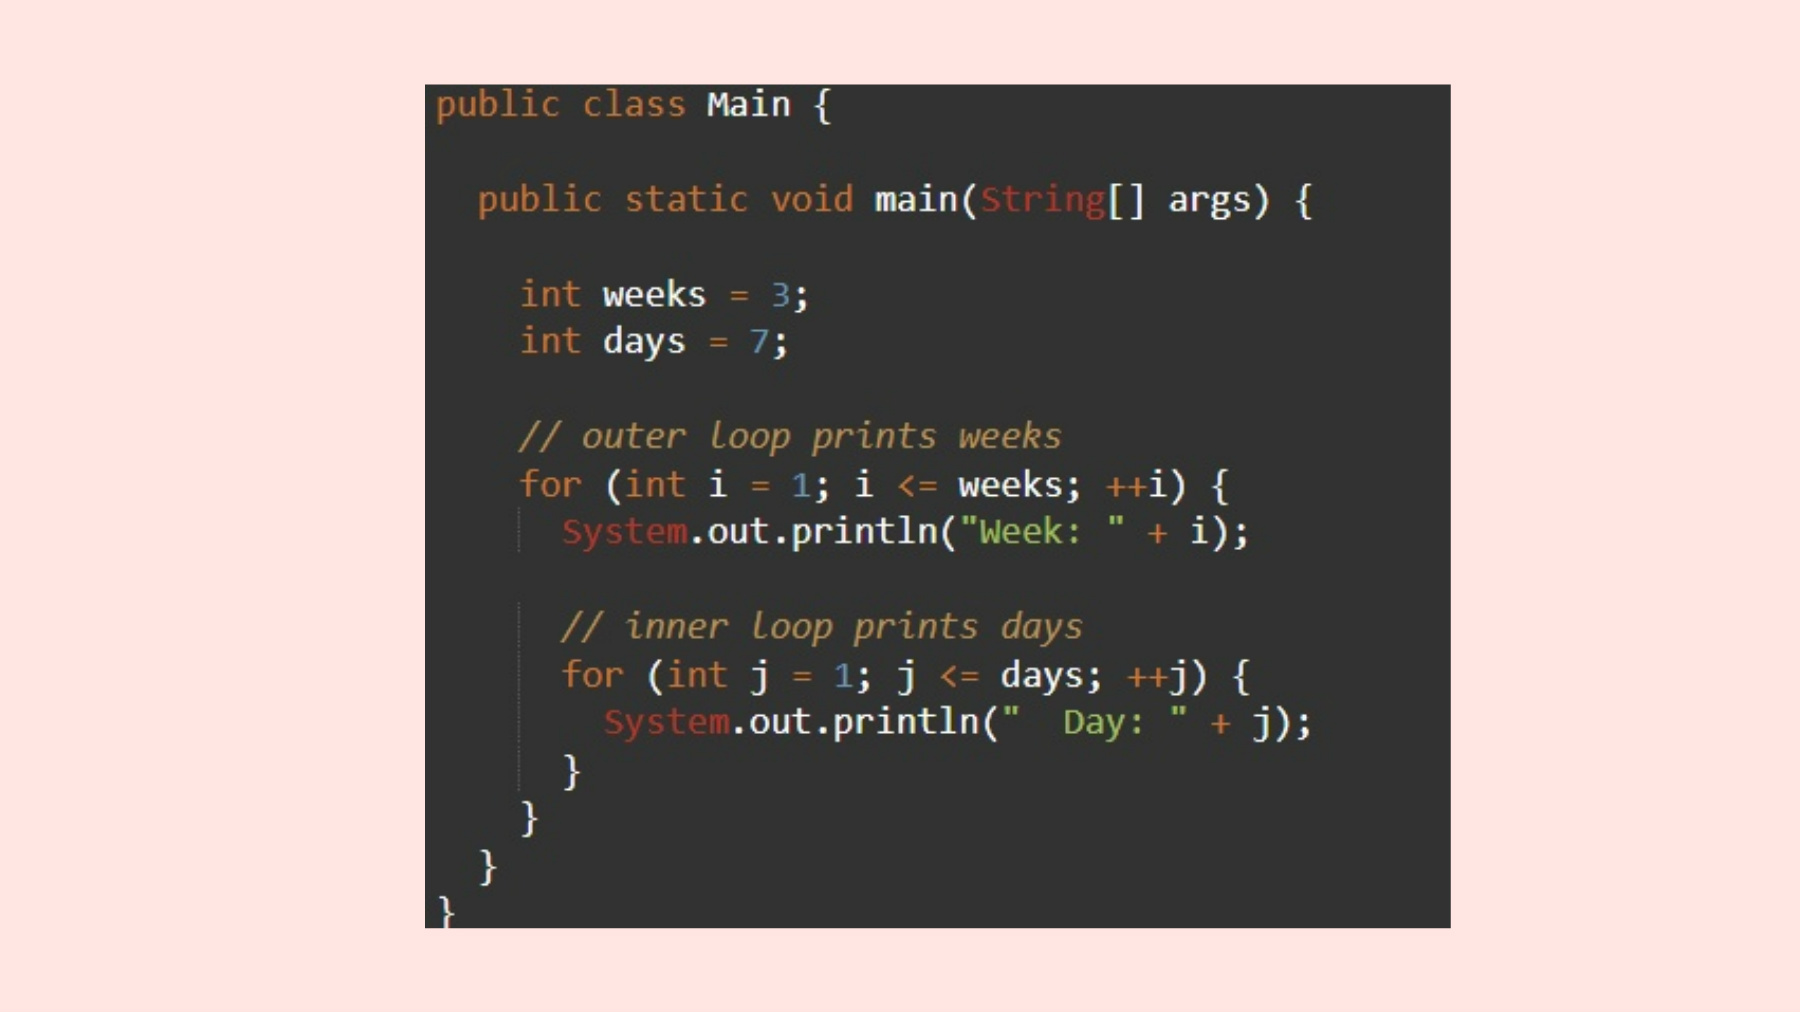 public class Main {
  public static void main(String[] args) {
    int weeks = 3;
    int days = 7;
    // outer loop prints weeks
    for (int i = 1; i <= weeks; ++i) {
      System.out.println("Week: " + i);
      // inner loop prints days
      for (int j = 1; j <= days; ++j) {
        System.out.println("  Day: " + j);
      }
    }
  }
}